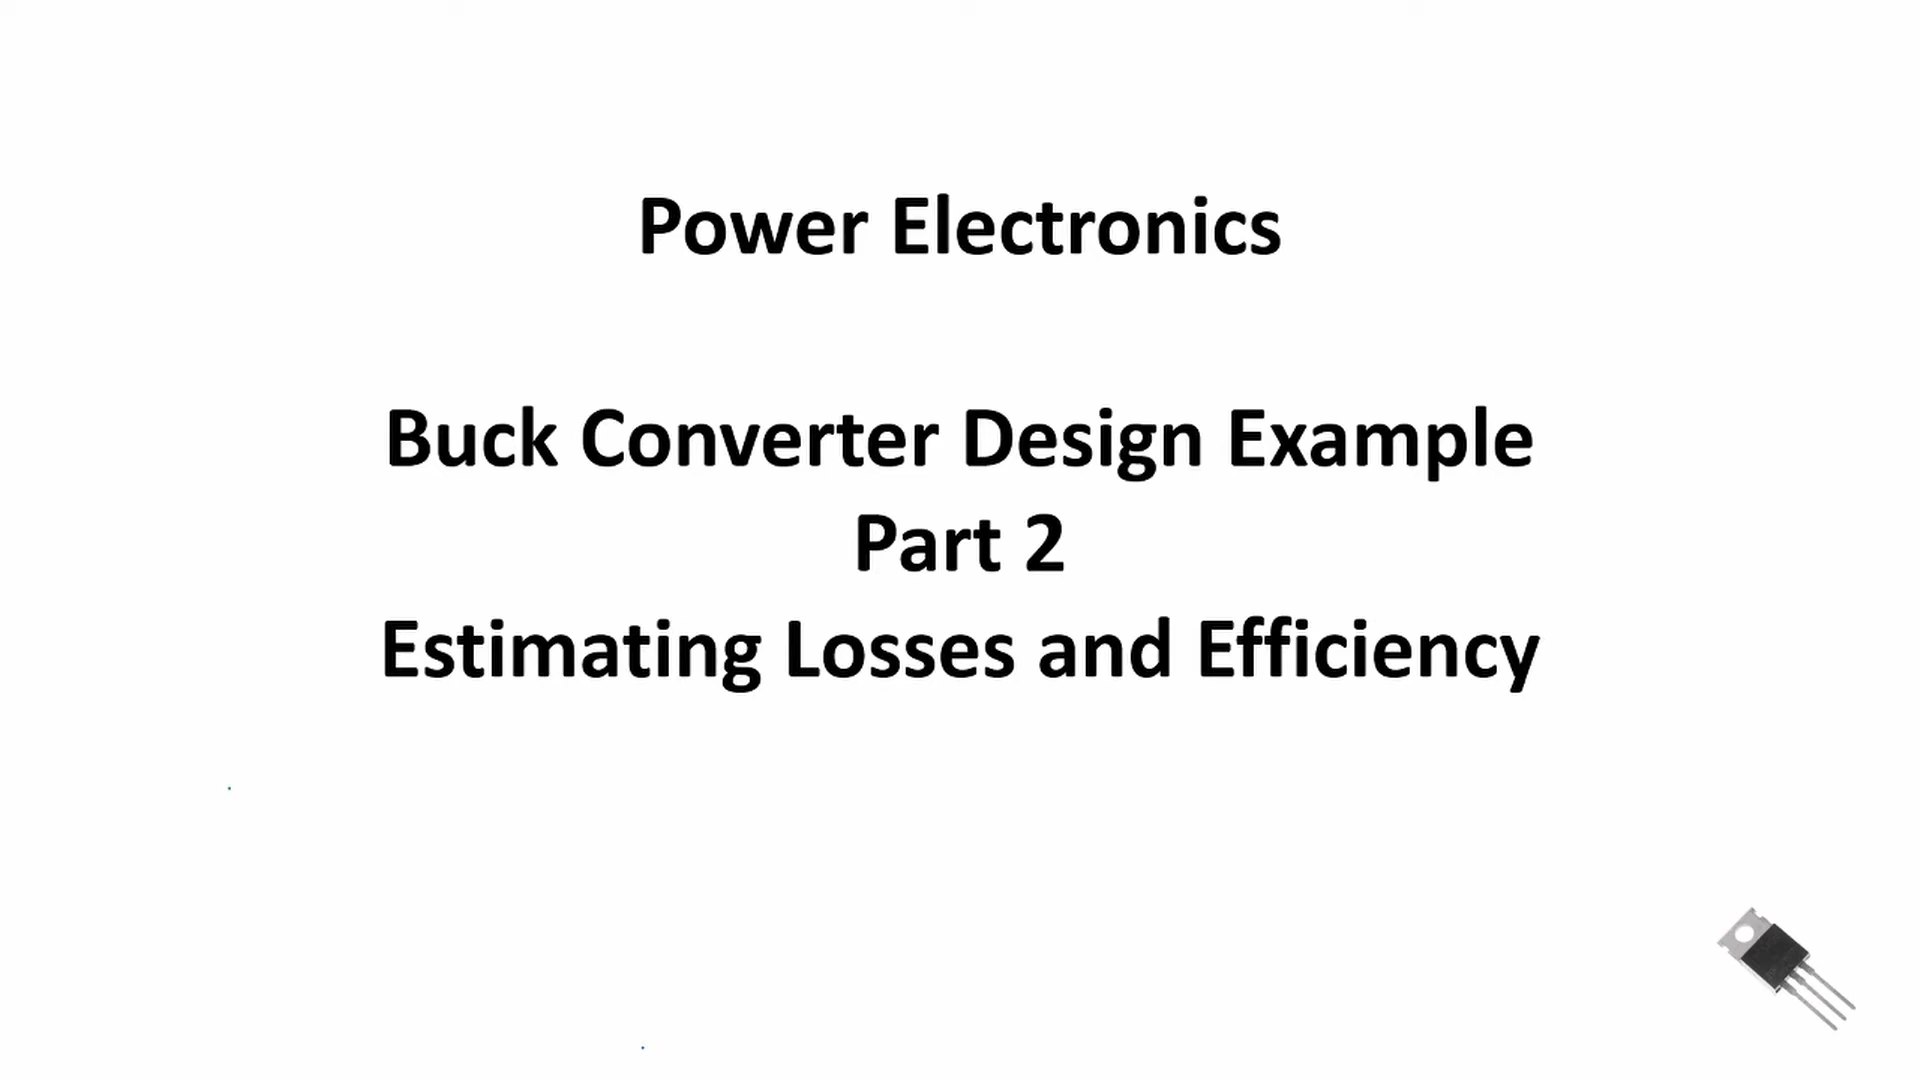 Power Electronics
Buck Converter Design Example
Part 2
Estimating Losses and Efficiency